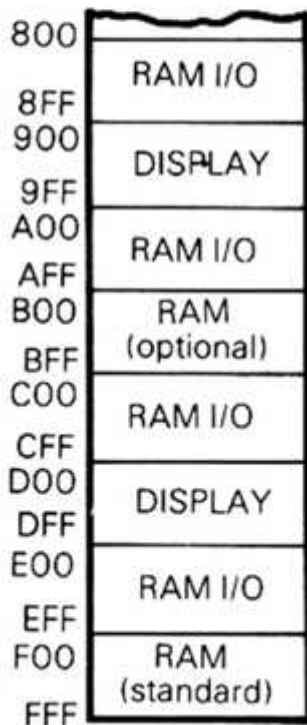 800
RAM I/O
8FF
900
DISPLAY
9FF
A00
RAM I/O
AFF
B00
RAM
(optional)
BFF
C00
RAM I/O
CFF
D00
DISPLAY
DFF
E00
RAM I/O
EFF
F00
RAM
(standard)
FFF